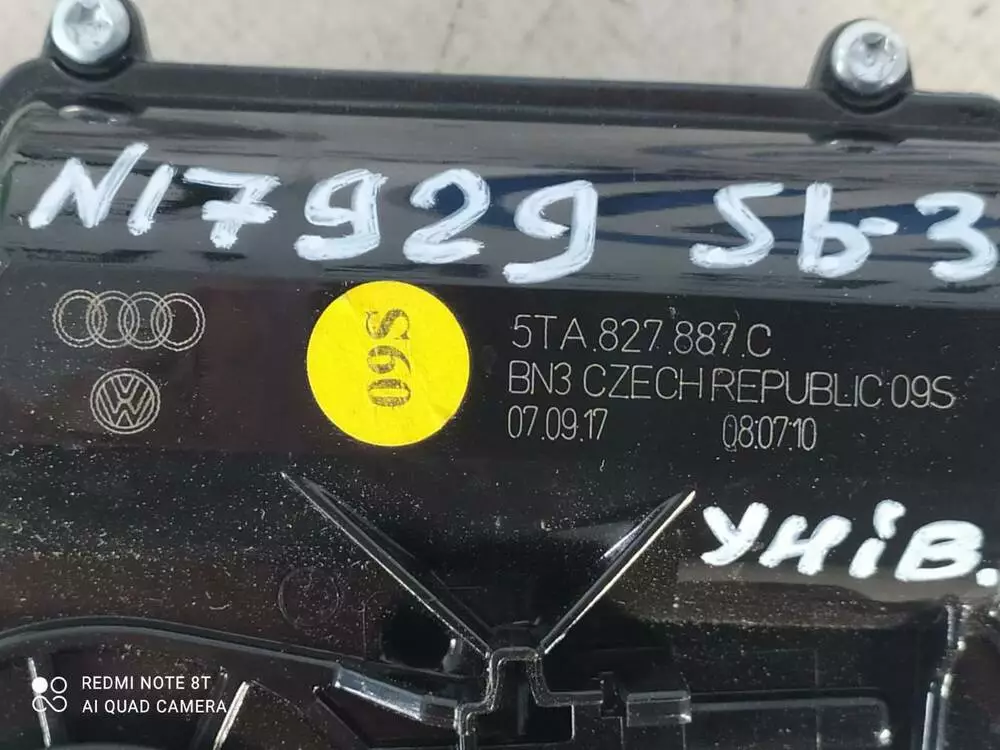 N17929 Sb-3
09S
5TA.827.887.C
BN3 CZECH REPUBLIC 09S
07.09.17 08:07:10
УНІВ.
REDMI NOTE 8T
AI QUAD CAMERA